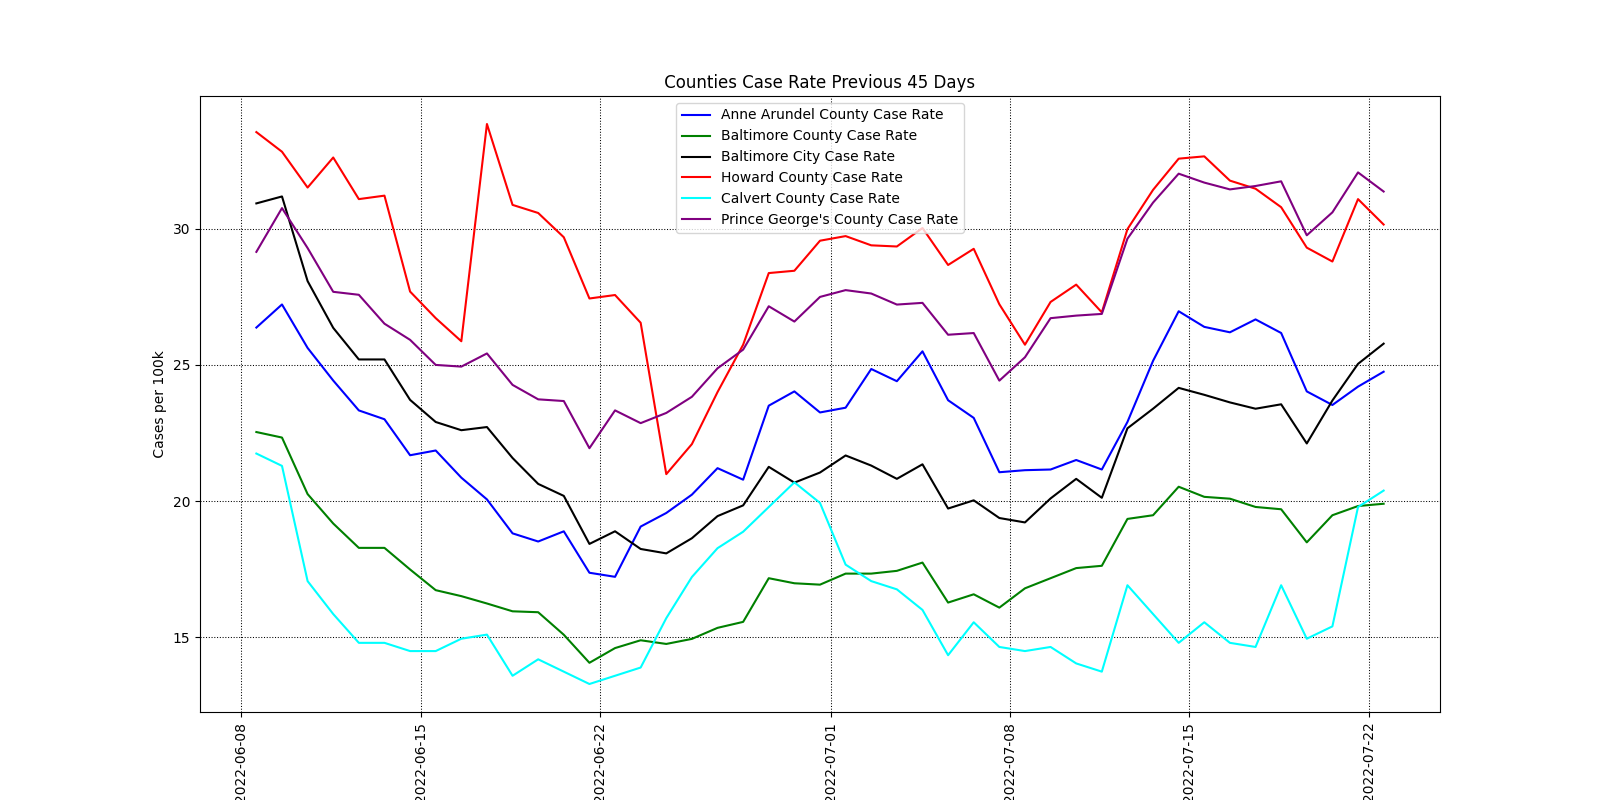 Counties Case Rate Previous 45 Days
Anne Arundel County Case Rate
Baltimore County Case Rate
Baltimore City Case Rate
Howard County Case Rate
Calvert County Case Rate
Prince George's County Case Rate
Cases per 100k
30
25
20
15
2022-06-08
2022-06-15
2022-06-22
2022-07-01
2022-07-08
2022-07-15
2022-07-22